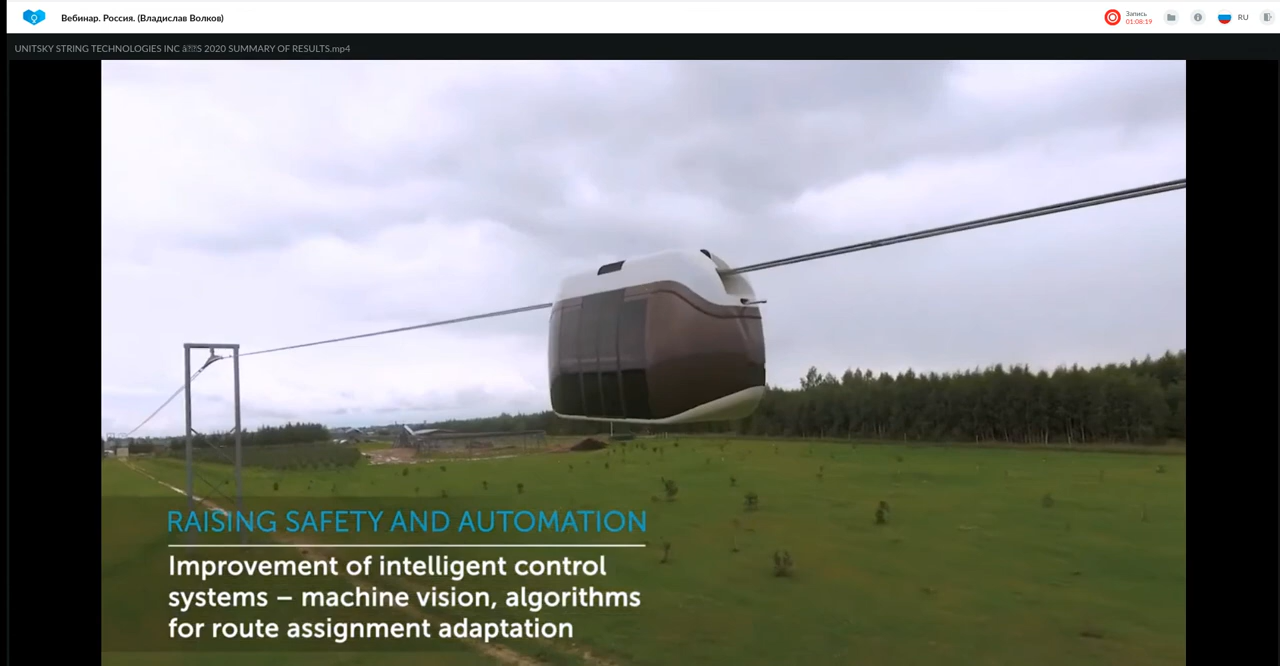 Вебинар. Россия. (Владислав Волков)
Запись
01:08:19
RU
UNITSKY STRING TECHNOLOGIES INC 2020 SUMMARY OF RESULTS.mp4
RAISING SAFETY AND AUTOMATION
Improvement of intelligent control
systems – machine vision, algorithms
for route assignment adaptation